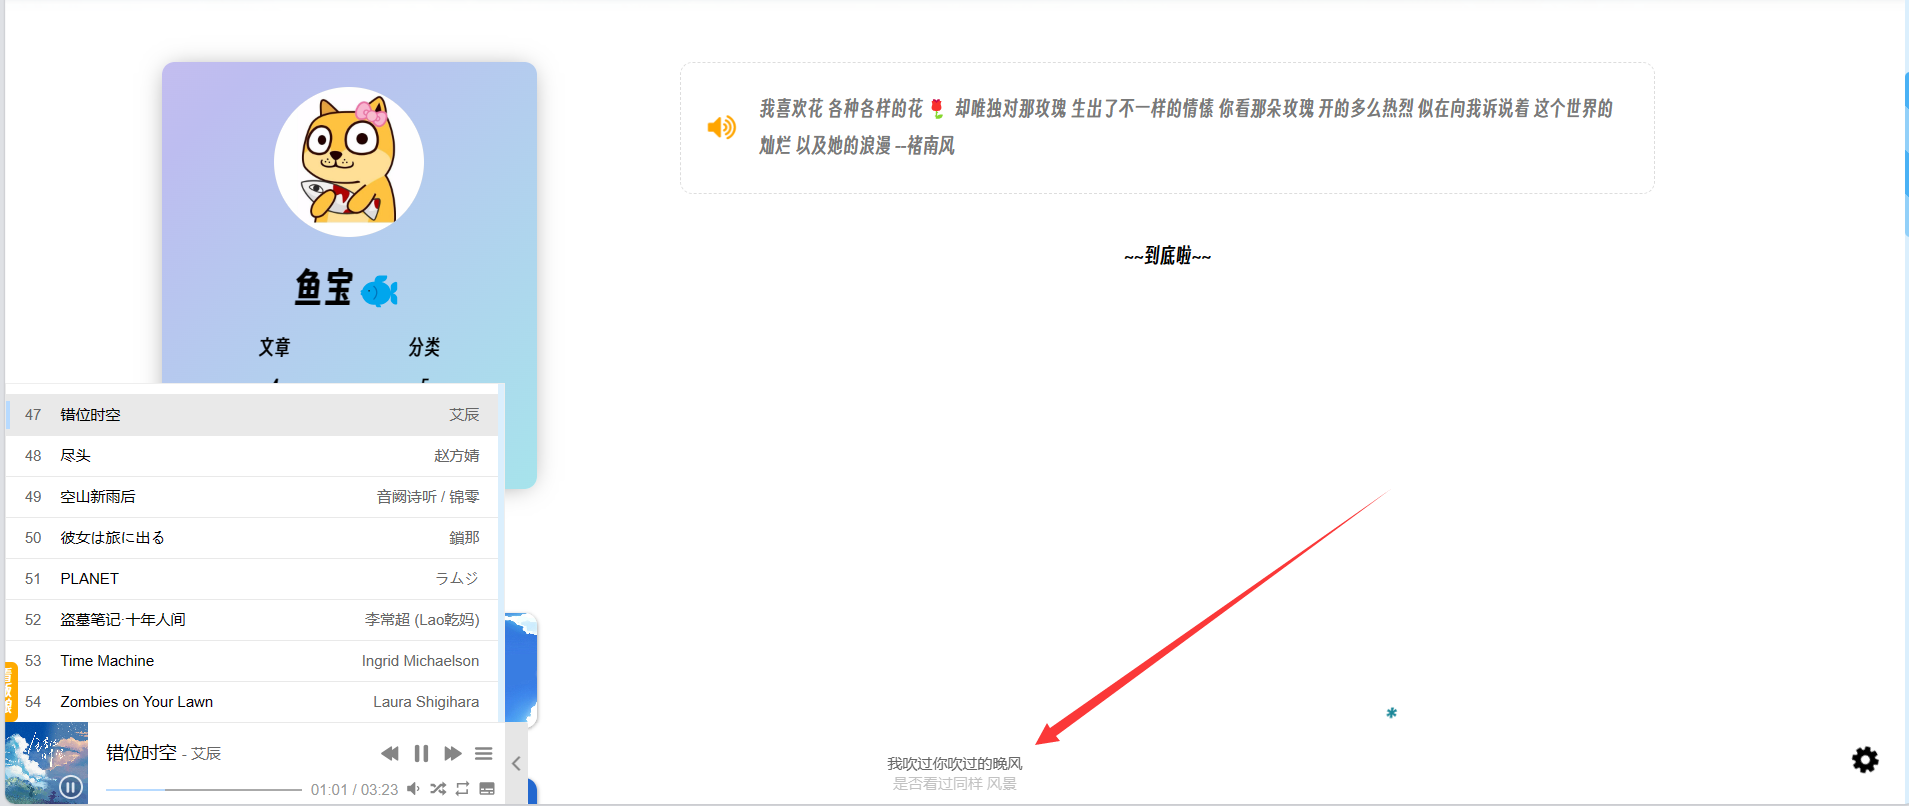 我喜欢花 各种各样的花🌹 却唯独对那玫瑰 生出了不一样的情愫 你看那朵玫瑰 开的多么热烈 似在向我诉说着 这个世界的
灿烂 以及她的浪漫 --褚南风
~~到底啦~~
鱼宝
文章 分类
47 错位时空 艾辰
48 尽头 赵方婧
49 空山新雨后 音阙诗听 / 锦零
50 彼女は旅に出る 鎖那
51 PLANET ラムジ
52 盗墓笔记·十年人间 李常超 (Lao乾妈)
53 Time Machine Ingrid Michaelson
54 Zombies on Your Lawn Laura Shigihara
错位时空 - 艾辰
01:01 / 03:23
我吹过你吹过的晚风
是否看过同样 风景